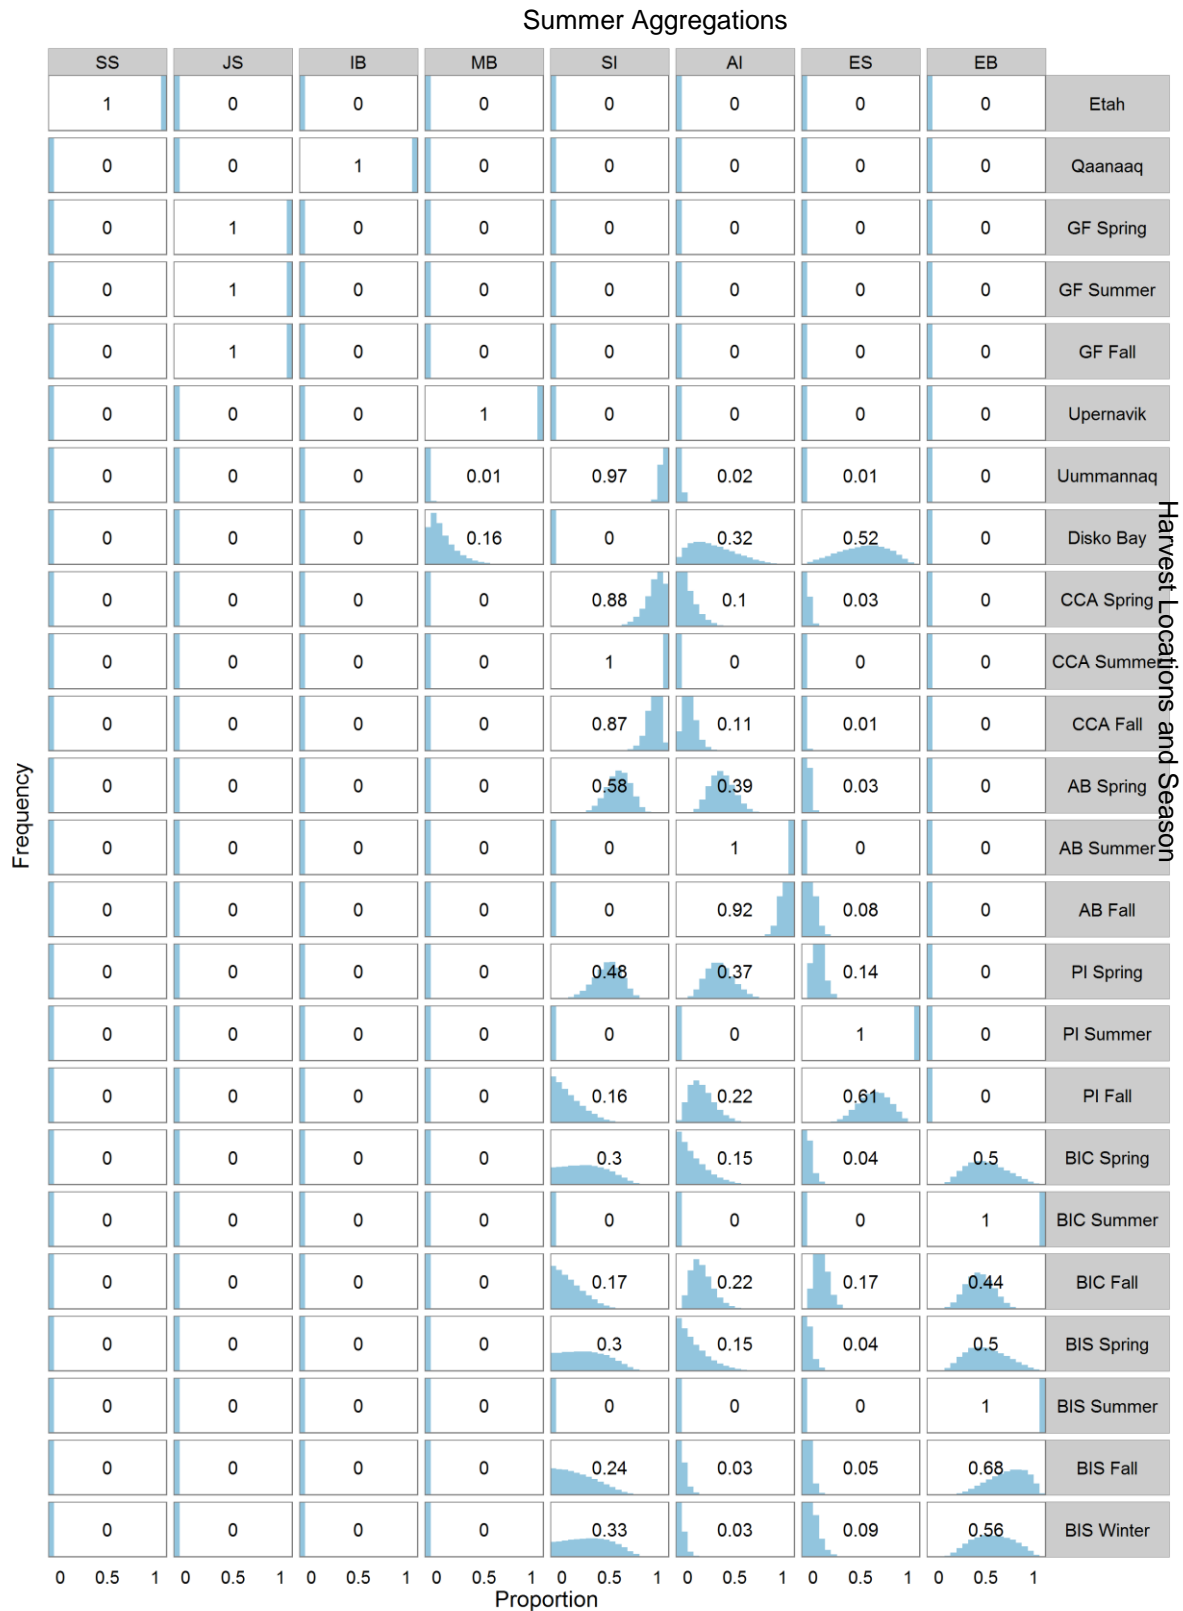 Summer Aggregations
SS JS IB MB SI AI ES EB
1 0 0 0 0 0 0 0 Etah
0 0 1 0 0 0 0 0 Qaanaaq
0 1 0 0 0 0 0 0 GF Spring
0 1 0 0 0 0 0 0 GF Summer
0 1 0 0 0 0 0 0 GF Fall
0 0 0 1 0 0 0 0 Upernavik
0 0 0 0.01 0.97 0.02 0.01 0 Uummannaq
0 0 0 0.16 0 0.32 0.52 0 Disko Bay
0 0 0 0 0.88 0.1 0.03 0 CCA Spring
0 0 0 0 1 0 0 0 CCA Summer
0 0 0 0 0.87 0.11 0.01 0 CCA Fall
0 0 0 0 0.58 0.39 0.03 0 AB Spring
0 0 0 0 0 1 0 0 AB Summer
0 0 0 0 0 0.92 0.08 0 AB Fall
0 0 0 0 0.48 0.37 0.14 0 PI Spring
0 0 0 0 0 0 1 0 PI Summer
0 0 0 0 0.16 0.22 0.61 0 PI Fall
0 0 0 0 0.3 0.15 0.04 0.5 BIC Spring
0 0 0 0 0 0 0 1 BIC Summer
0 0 0 0 0.17 0.22 0.17 0.44 BIC Fall
0 0 0 0 0.3 0.15 0.04 0.5 BIS Spring
0 0 0 0 0 0 0 1 BIS Summer
0 0 0 0 0.24 0.03 0.05 0.68 BIS Fall
0 0 0 0 0.33 0.03 0.09 0.56 BIS Winter
0 0.5 1 0 0.5 1 0 0.5 1 0 0.5 1 0 0.5 1 0 0.5 1 0 0.5 1 0 0.5 1
Proportion
Frequency
Harvest Locations and Season